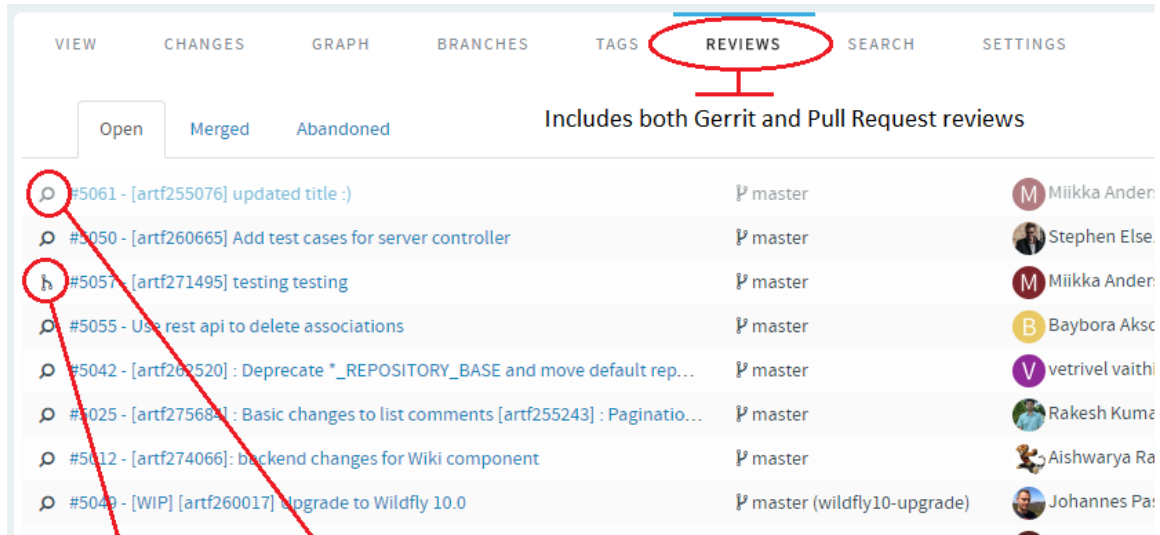 VIEW CHANGES GRAPH BRANCHES TAGS REVIEWS SEARCH SETTINGS
Open Merged Abandoned
Includes both Gerrit and Pull Request reviews
#5061 - [artf255076] updated title :) master M Miikka Anders
#5050 - [artf260665] Add test cases for server controller master Stephen Else
#5057 - [artf271495] testing testing master M Miikka Anders
#5055 - Use rest api to delete associations master B Baybora Aksc
#5042 - [artf262520] : Deprecate *_REPOSITORY_BASE and move default rep... master V vetrivel vaithi
#5025 - [artf275684] : Basic changes to list comments [artf255243] : Paginatio... master Rakesh Kuma
#5012 - [artf274066]: backend changes for Wiki component master Aishwarya Ra
#5049 - [WIP] [artf260017] Upgrade to Wildfly 10.0 master (wildfly10-upgrade) Johannes Pas